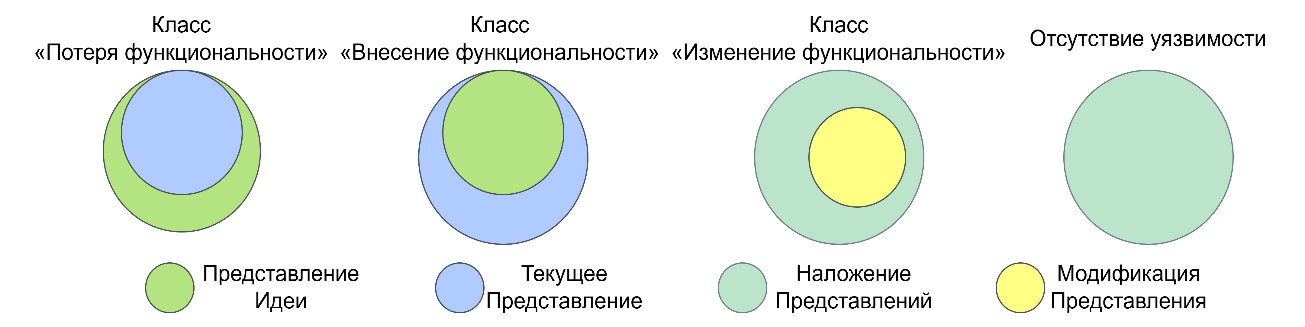 Класс
«Потеря функциональности»
Класс
«Внесение функциональности»
Класс
«Изменение функциональности»
Отсутствие уязвимости
Представление
Идеи
Текущее
Представление
Наложение
Представлений
Модификация
Представления